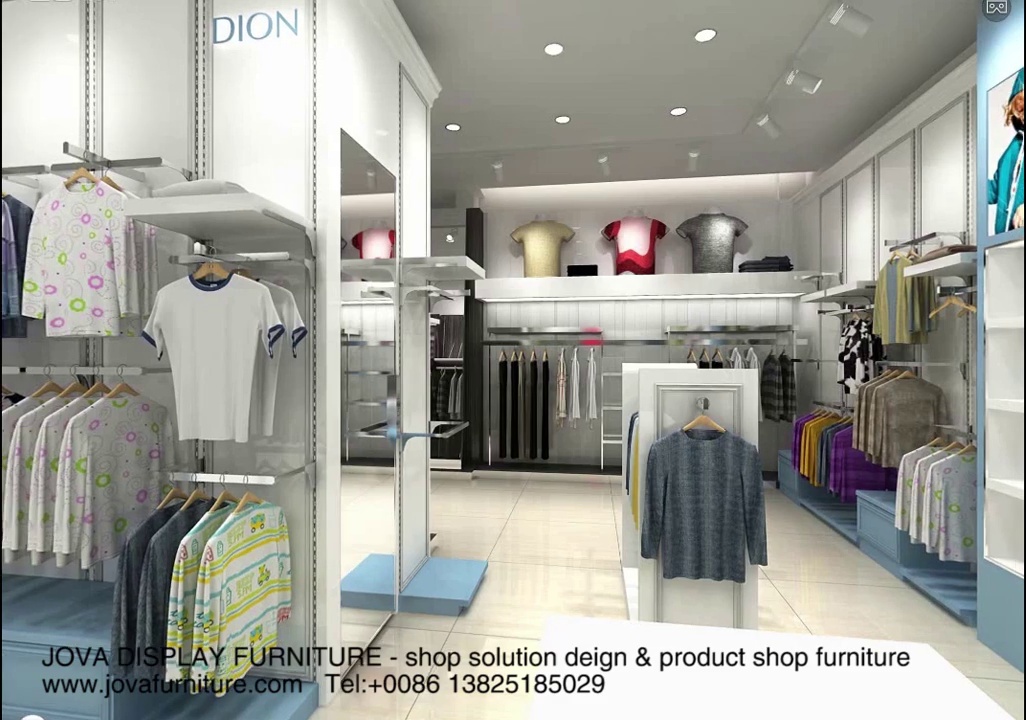 DION
JOVA DISPLAY FURNITURE - shop solution deign & product shop furniture
www.jovafurniture.com Tel:+0086 13825185029